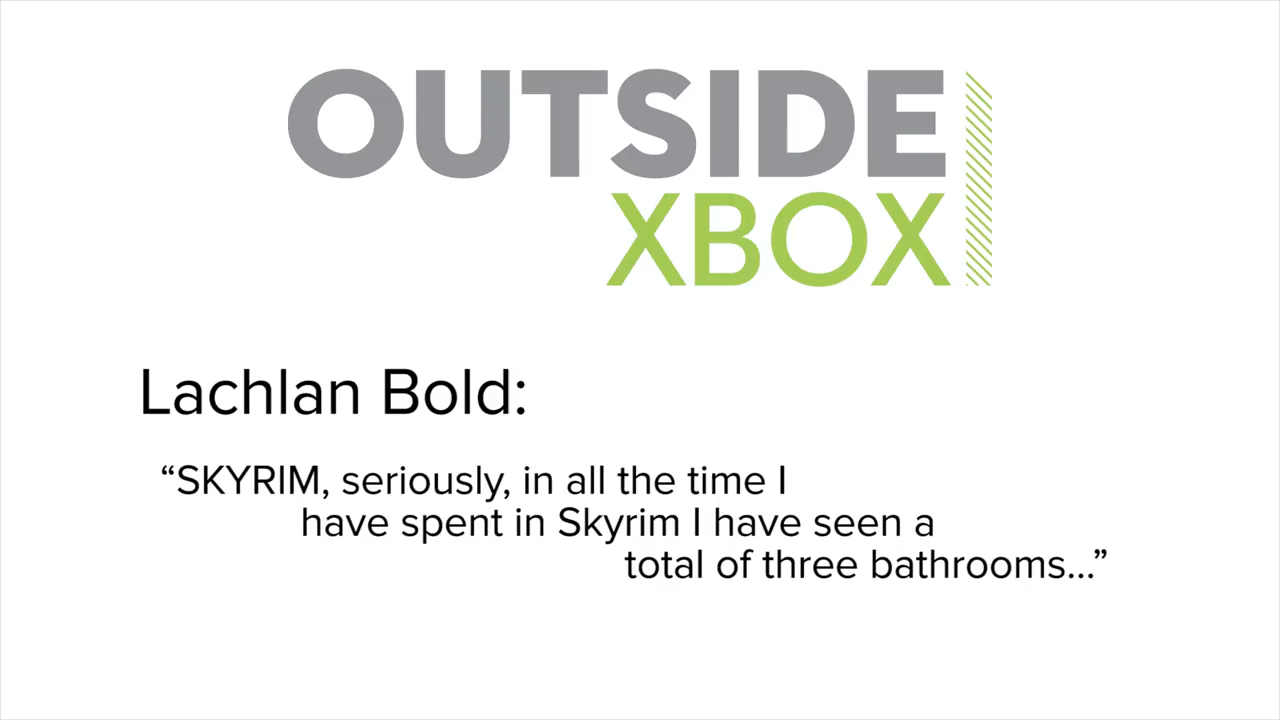 OUTSIDE
XBOX
Lachlan Bold:
“SKYRIM, seriously, in all the time I
have spent in Skyrim I have seen a
total of three bathrooms...”